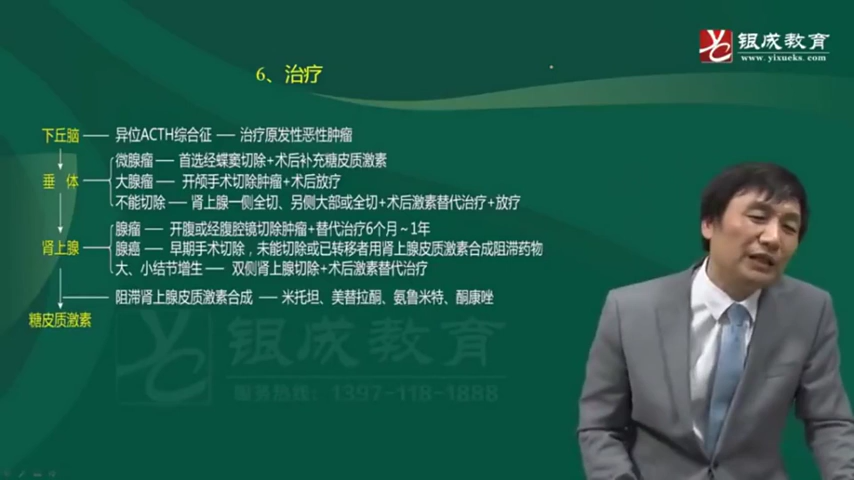 银成教育
www.yixueks.com
6、治疗
下丘脑 — 异位ACTH综合征 — 治疗原发性恶性肿瘤
微腺瘤 — 首选经蝶窦切除+术后补充糖皮质激素
垂 体 大腺瘤 — 开颅手术切除肿瘤+术后放疗
不能切除 — 肾上腺一侧全切、另侧大部或全切+术后激素替代治疗+放疗
腺瘤 — 开腹或经腹腔镜切除肿瘤+替代治疗6个月~1年
肾上腺 腺癌 — 早期手术切除，未能切除或已转移者用肾上腺皮质激素合成阻滞药物
大、小结节增生 — 双侧肾上腺切除+术后激素替代治疗
阻滞肾上腺皮质激素合成 — 米托坦、美替拉酮、氨鲁米特、酮康唑
糖皮质激素
银成教育
服务热线：1397-118-1888